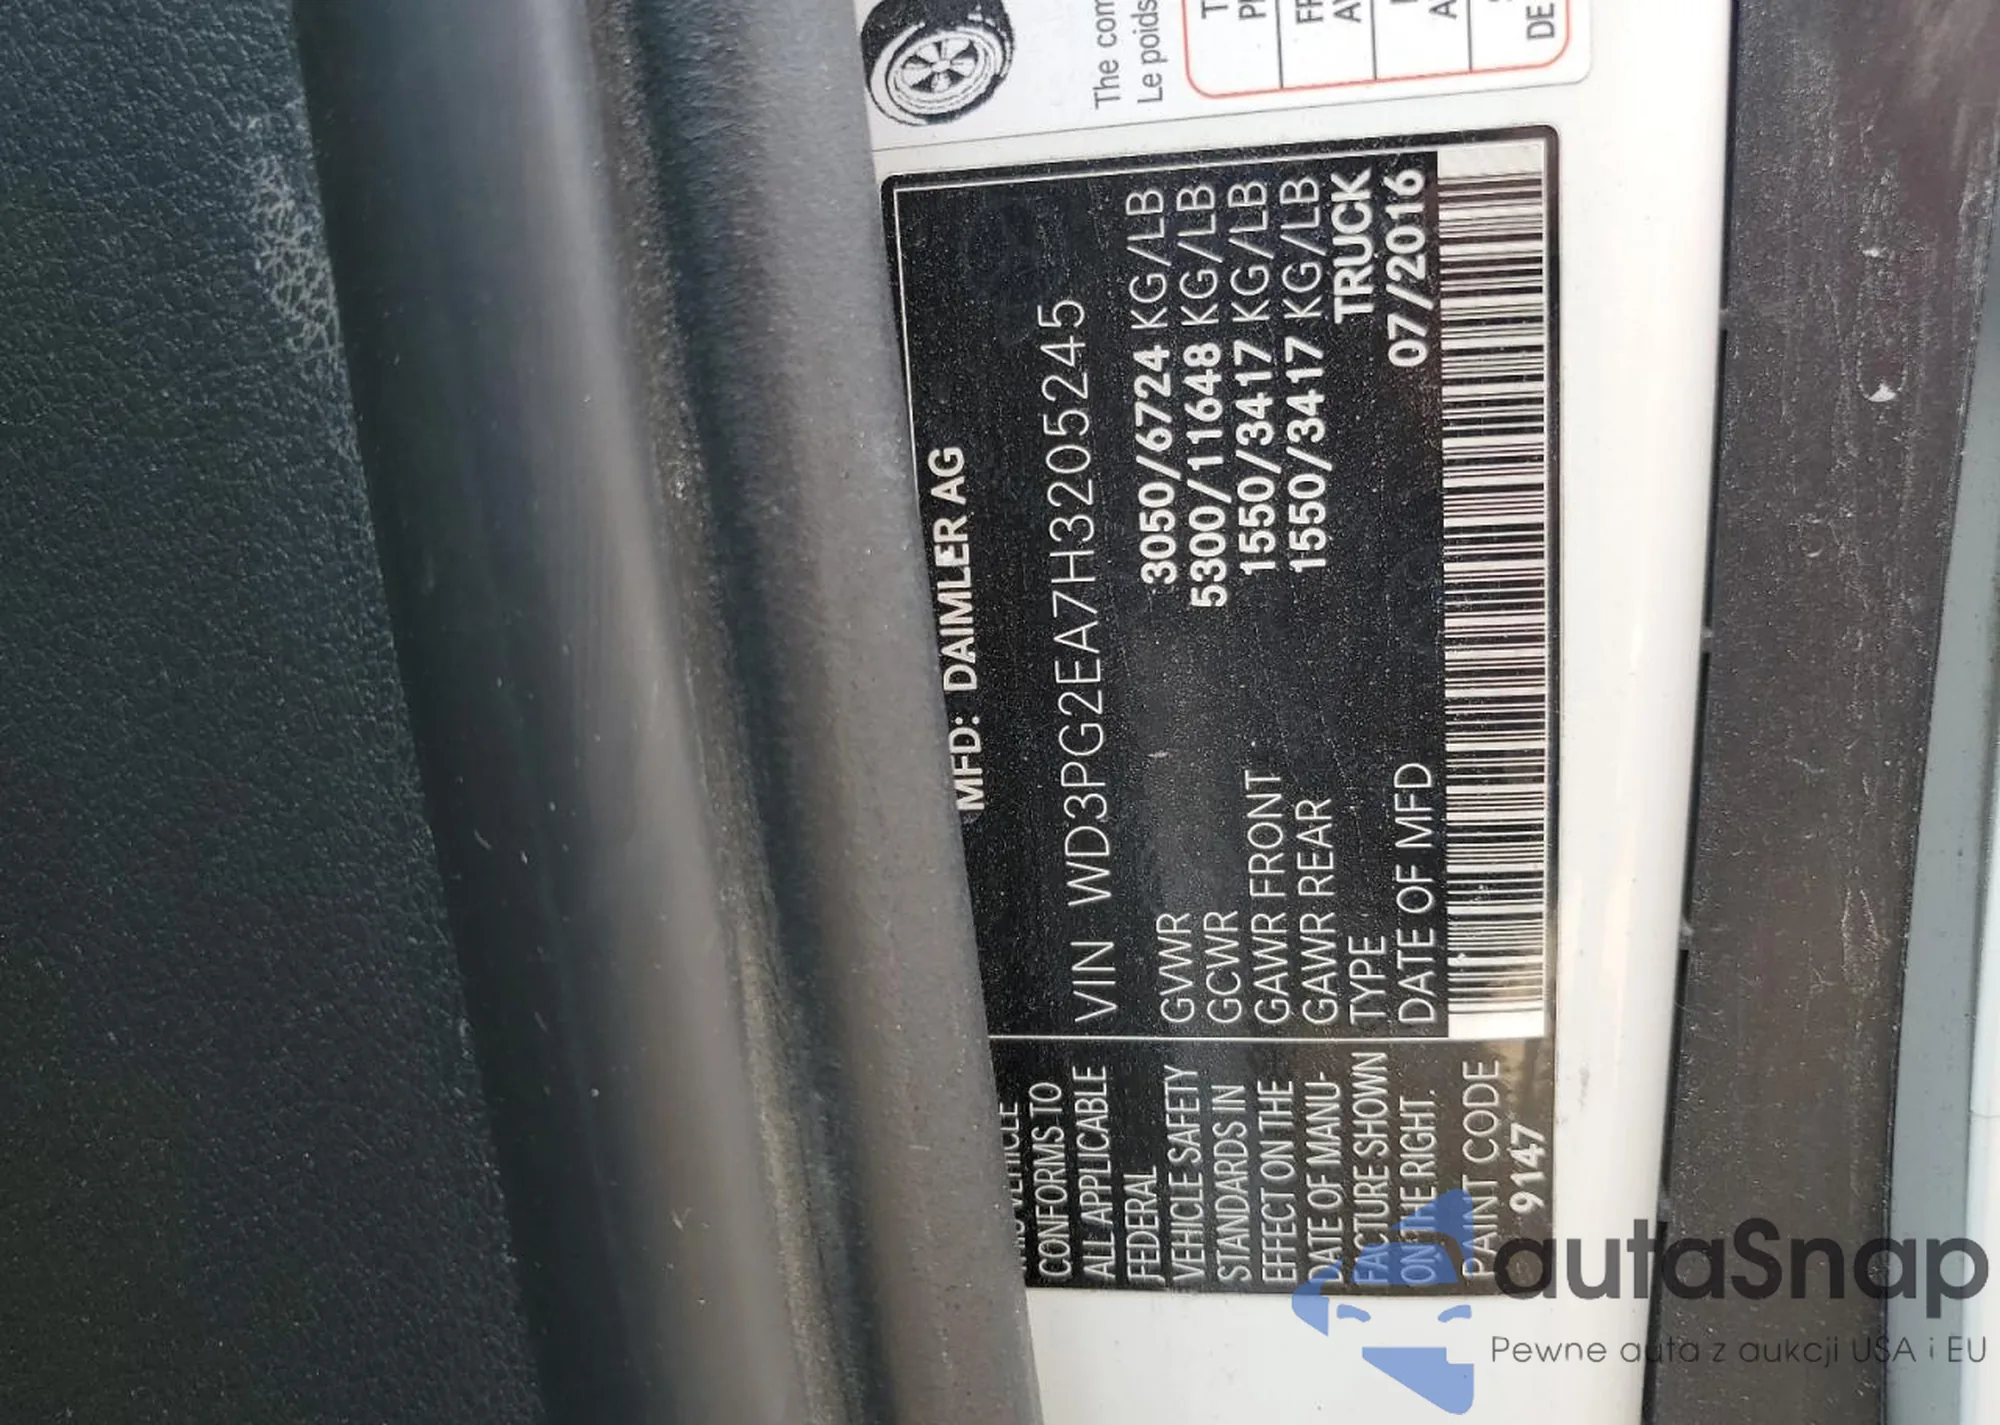 The com
Le poids
MFD: DAIMLER AG
VIN WD3PG2EA7H3205245
GVWR 3050/6724 KG/LB
GCWR 5300/11648 KG/LB
GAWR FRONT 1550/3417 KG/LB
GAWR REAR 1550/3417 KG/LB
TYPE TRUCK
DATE OF MFD 07/2016
VEHICLE
CONFORMS TO
ALL APPLICABLE
FEDERAL
VEHICLE SAFETY
STANDARDS IN
EFFECT ON THE
DATE OF MANU-
FACTURE SHOWN
ON THE RIGHT.
PAINT CODE
9147
DE
autaSnap
Pewne auta z aukcji USA i EU